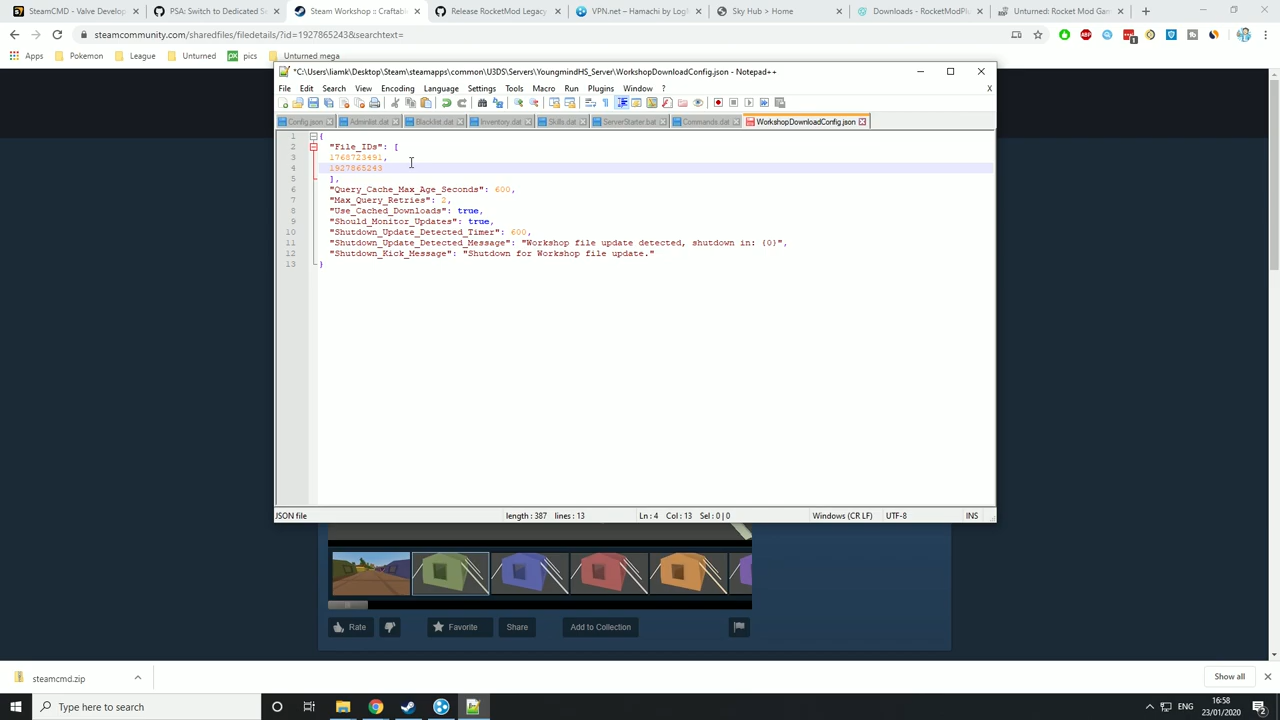 SteamCMD - Valve Develop
PSA: Switch to Dedicated S
Steam Workshop :: Craftabl
Release RocketMod Legacy
VPN.net – Hamachi by LogM
Sky Hub > Home
Downloads - RocketModPlu
Unturned: Rocket Mod Gam
steamcommunity.com/sharedfiles/filedetails/?id=1927865243&searchtext=
Apps
Pokemon
League
Unturned
pics
Unturned mega
*C:\Users\liamk\Desktop\Steam\steamapps\common\U3DS\Servers\YoungmindHS_Server\WorkshopDownloadConfig.json - Notepad++
File Edit Search View Encoding Language Settings Tools Macro Run Plugins Window ? X
Config.json
Adminlist.dat
Blacklist.dat
Inventory.dat
Skills.dat
ServerStarter.bat
Commands.dat
WorkshopDownloadConfig.json
1 {
2 "File_IDs": [
3 1768723491,
4 1927865243
5 ],
6 "Query_Cache_Max_Age_Seconds": 600,
7 "Max_Query_Retries": 2,
8 "Use_Cached_Downloads": true,
9 "Should_Monitor_Updates": true,
10 "Shutdown_Update_Detected_Timer": 600,
11 "Shutdown_Update_Detected_Message": "Workshop file update detected, shutdown in: {0}",
12 "Shutdown_Kick_Message": "Shutdown for Workshop file update."
13 }
JSON file
length : 387 lines : 13
Ln : 4 Col : 13 Sel : 0 | 0
Windows (CR LF)
UTF-8
INS
Rate
Favorite
Share
Add to Collection
steamcmd.zip
Show all
Type here to search
ENG
16:58
23/01/2020
2